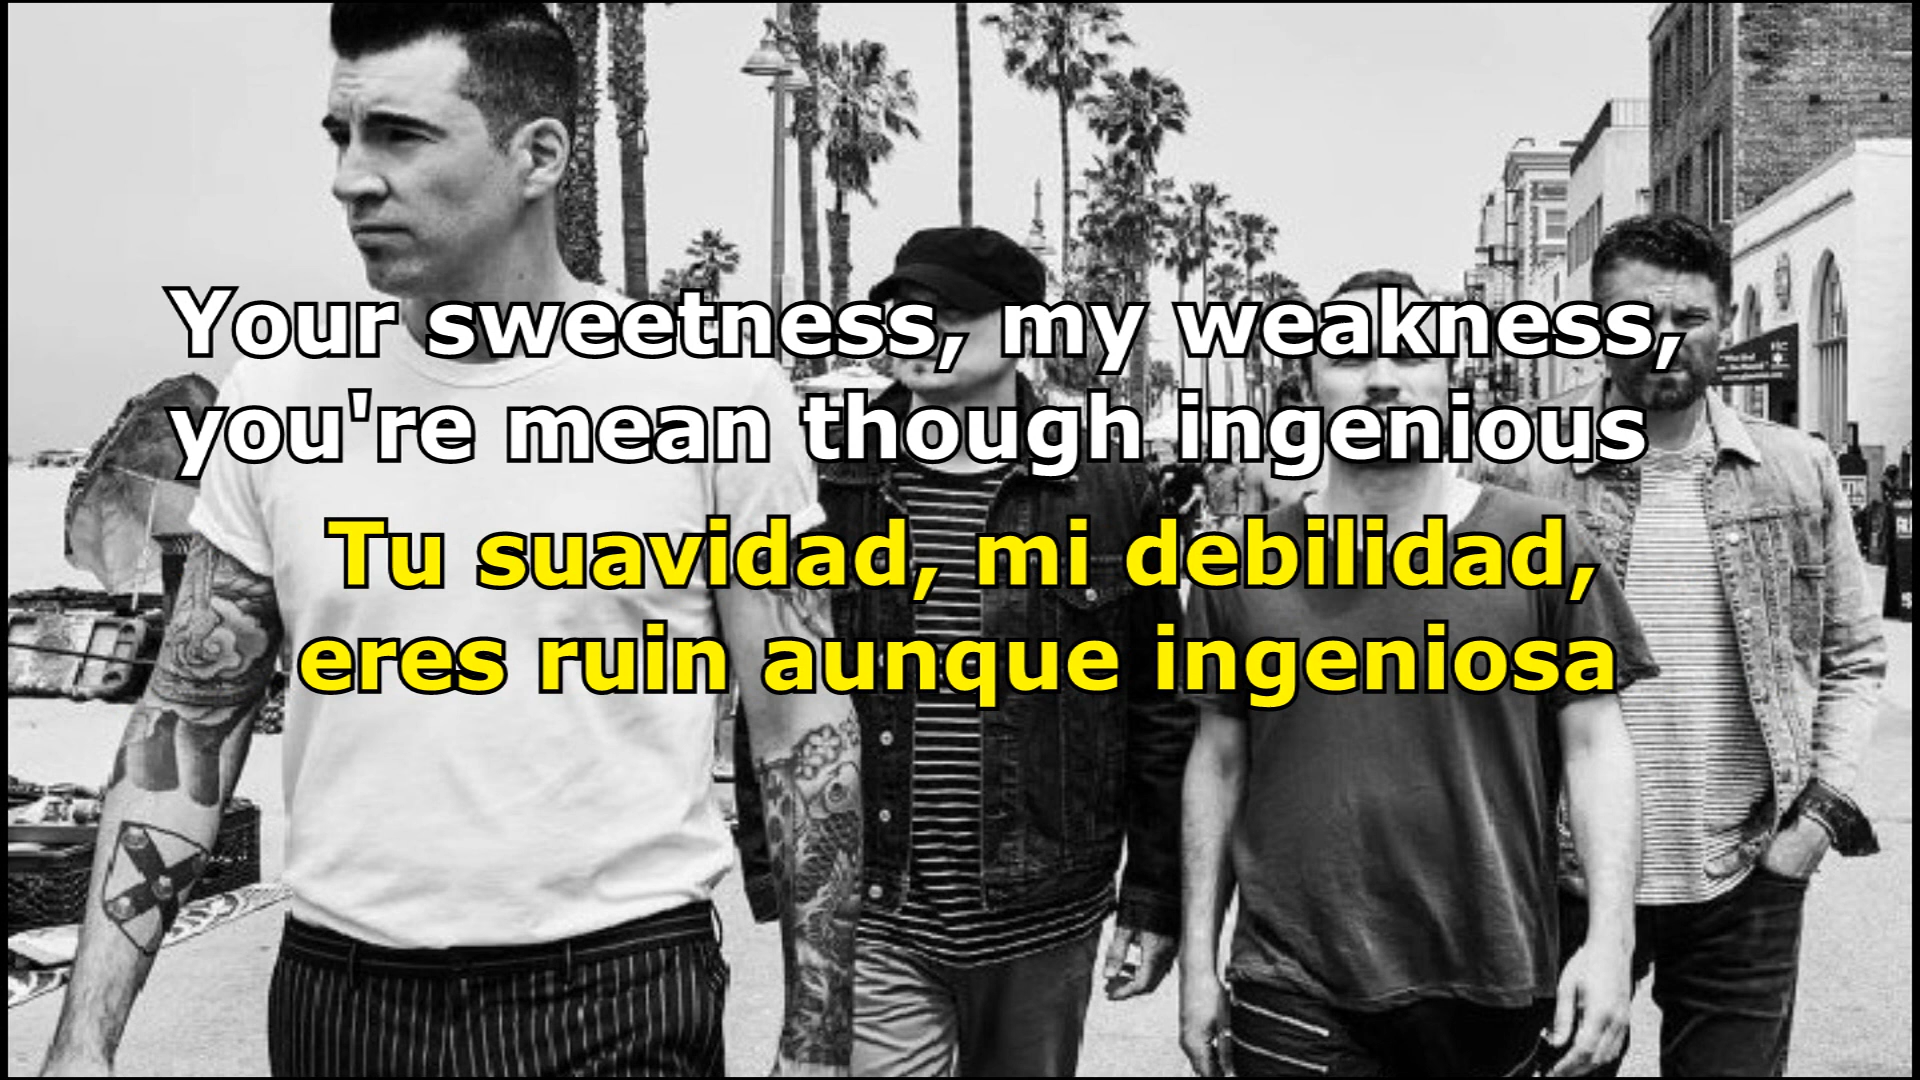 Your sweetness, my weakness,
you're mean though ingenious
Tu suavidad, mi debilidad,
eres ruin aunque ingeniosa